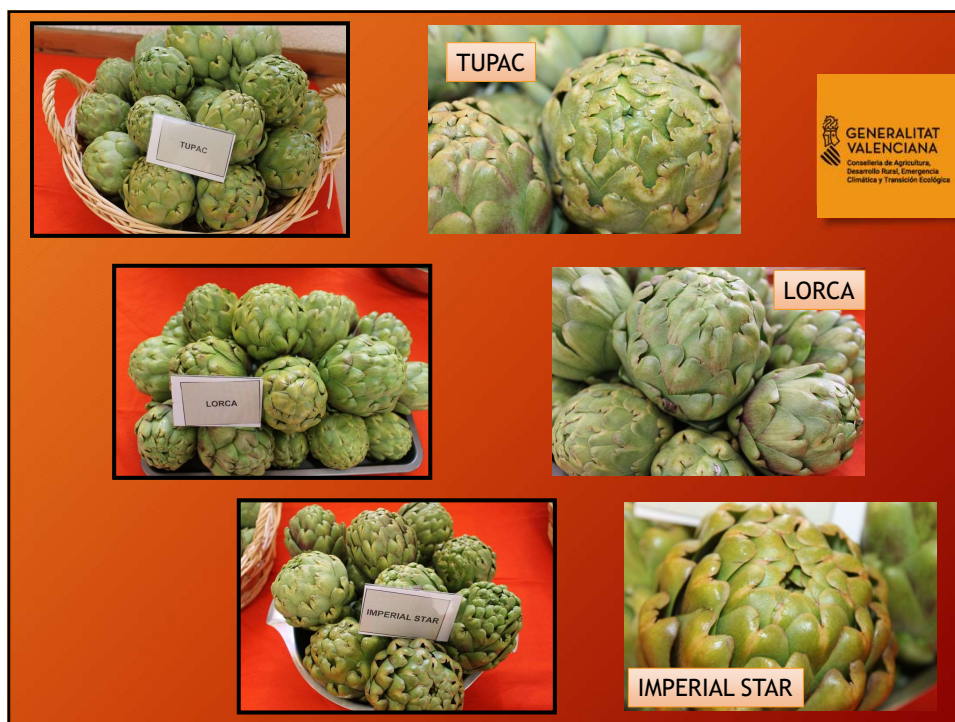 TUPAC
TUPAC
GENERALITAT
VALENCIANA
Conselleria de Agricultura,
Desarrollo Rural, Emergencia
Climática y Transición Ecológica
LORCA
LORCA
IMPERIAL STAR
IMPERIAL STAR